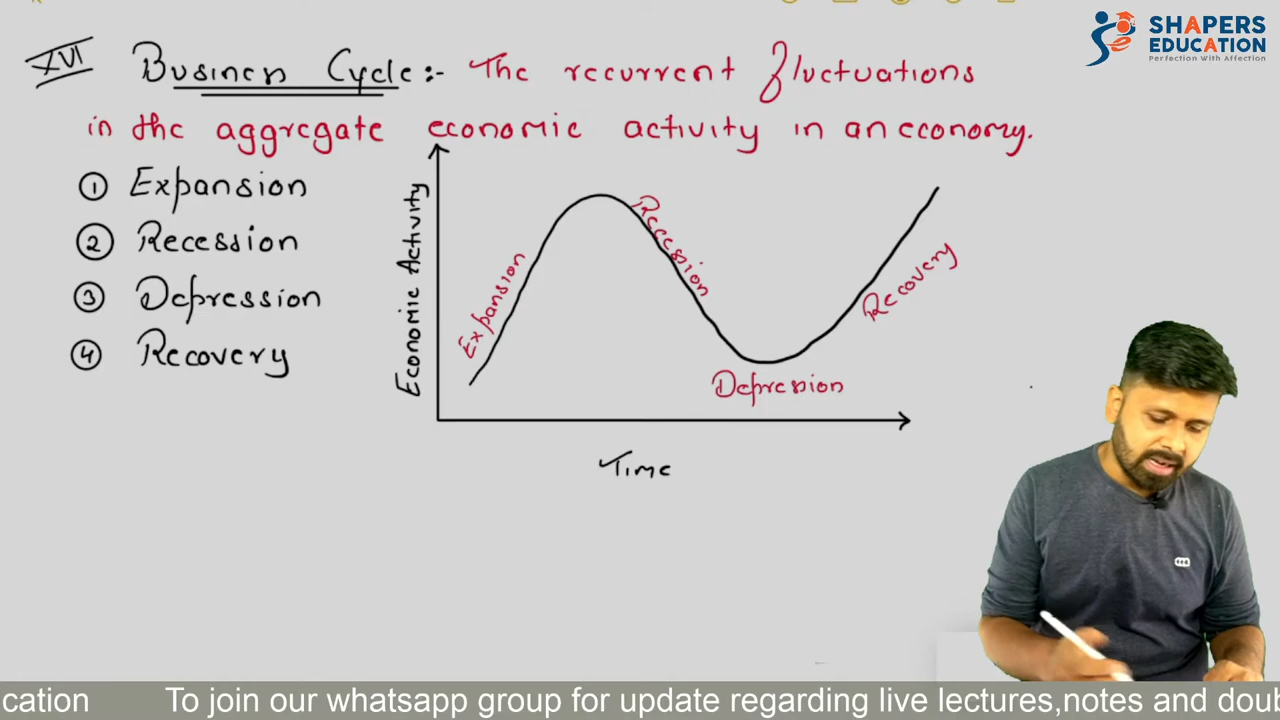 SHAPERS
EDUCATION
Perfection With Affection
XVI Business Cycle:- The recurrent fluctuations
in the aggregate economic activity in an economy.
① Expansion
② Recession
③ Depression
④ Recovery
Economic Activity
Expansion
Recession
Depression
Recovery
Time
cation To join our whatsapp group for update regarding live lectures,notes and doub